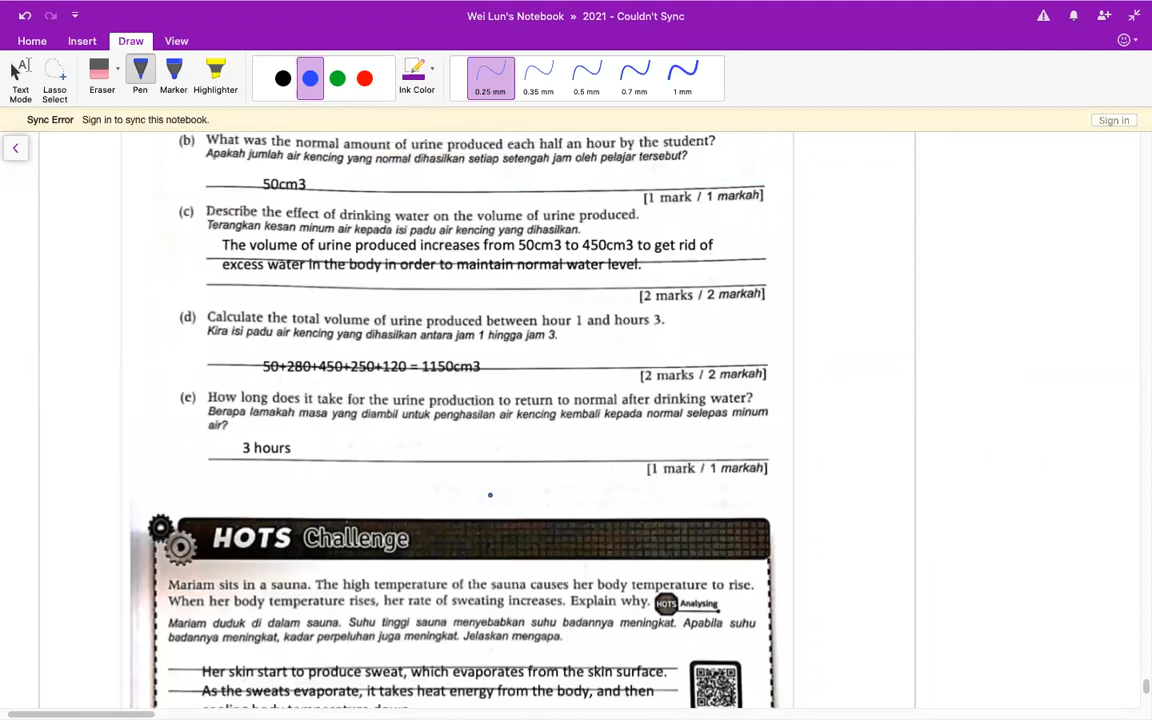 Wei Lun's Notebook » 2021 - Couldn't Sync
Home Insert Draw View
Text Mode
Lasso Select
Eraser
Pen
Marker
Highlighter
Ink Color
0.25 mm
0.35 mm
0.5 mm
0.7 mm
1 mm
Sync Error Sign in to sync this notebook.
Sign in
(b) What was the normal amount of urine produced each half an hour by the student?
Apakah jumlah air kencing yang normal dihasilkan setiap setengah jam oleh pelajar tersebut?
50cm3
[1 mark / 1 markah]
(c) Describe the effect of drinking water on the volume of urine produced.
Terangkan kesan minum air kepada isi padu air kencing yang dihasilkan.
The volume of urine produced increases from 50cm3 to 450cm3 to get rid of
excess water in the body in order to maintain normal water level.
[2 marks / 2 markah]
(d) Calculate the total volume of urine produced between hour 1 and hours 3.
Kira isi padu air kencing yang dihasilkan antara jam 1 hingga jam 3.
50+280+450+250+120 = 1150cm3
[2 marks / 2 markah]
(e) How long does it take for the urine production to return to normal after drinking water?
Berapa lamakah masa yang diambil untuk penghasilan air kencing kembali kepada normal selepas minum
air?
3 hours
[1 mark / 1 markah]
HOTS Challenge
Mariam sits in a sauna. The high temperature of the sauna causes her body temperature to rise.
When her body temperature rises, her rate of sweating increases. Explain why. HOTS Analysing
Mariam duduk di dalam sauna. Suhu tinggi sauna menyebabkan suhu badannya meningkat. Apabila suhu
badannya meningkat, kadar perpeluhan juga meningkat. Jelaskan mengapa.
Her skin start to produce sweat, which evaporates from the skin surface.
As the sweats evaporate, it takes heat energy from the body, and then